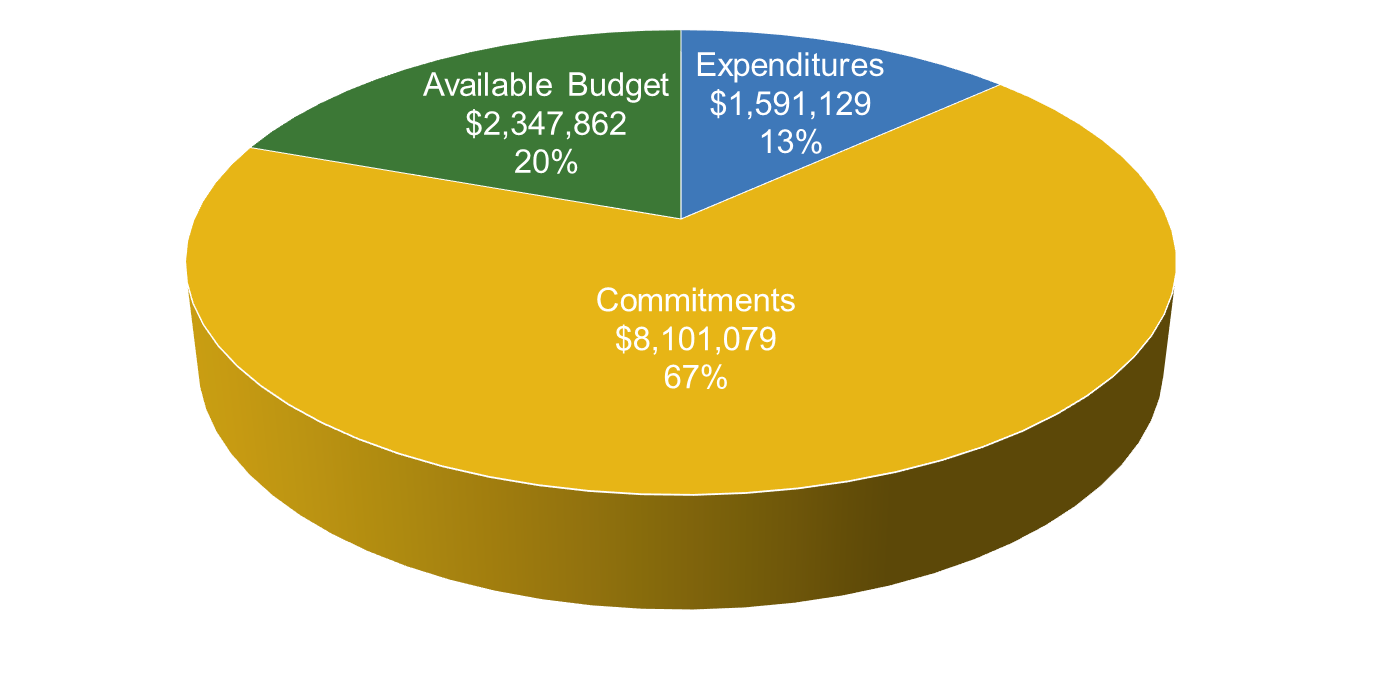 Available Budget
$2,347,862
20%
Expenditures
$1,591,129
13%
Commitments
$8,101,079
67%